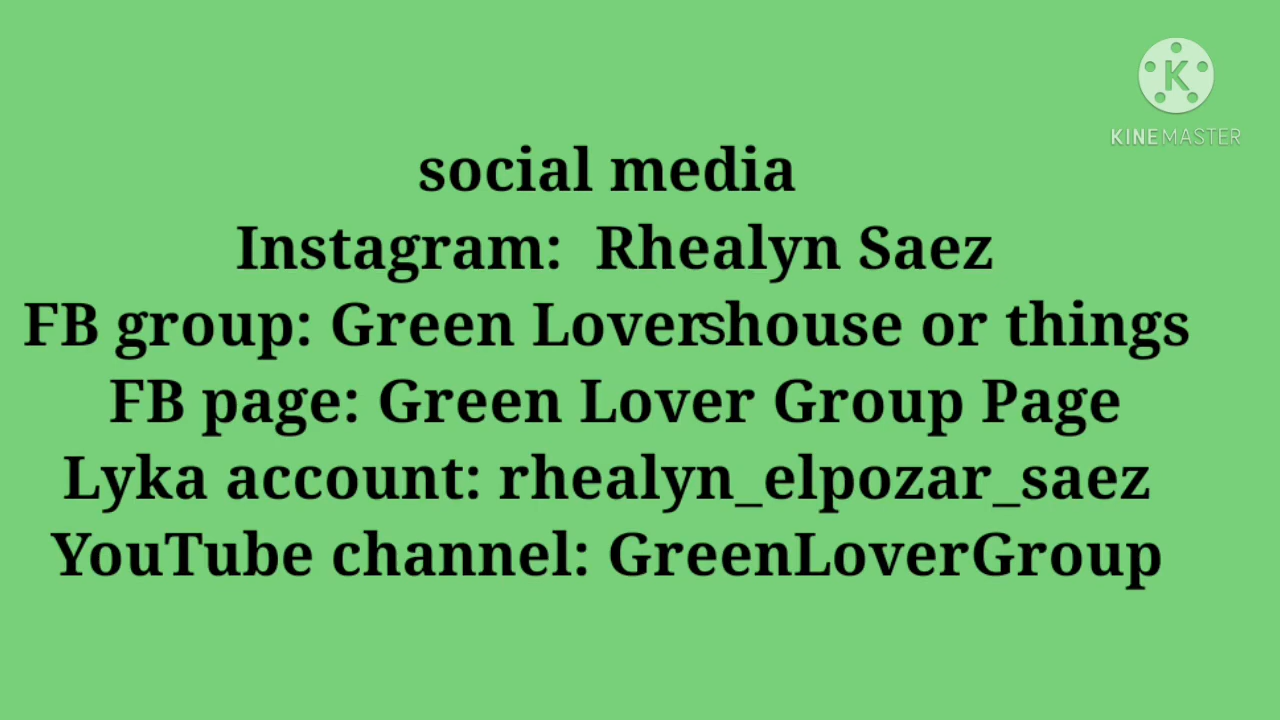 K
KINEMASTER
social media
Instagram: Rhealyn Saez
FB group: Green Lovershouse or things
FB page: Green Lover Group Page
Lyka account: rhealyn_elpozar_saez
YouTube channel: GreenLoverGroup